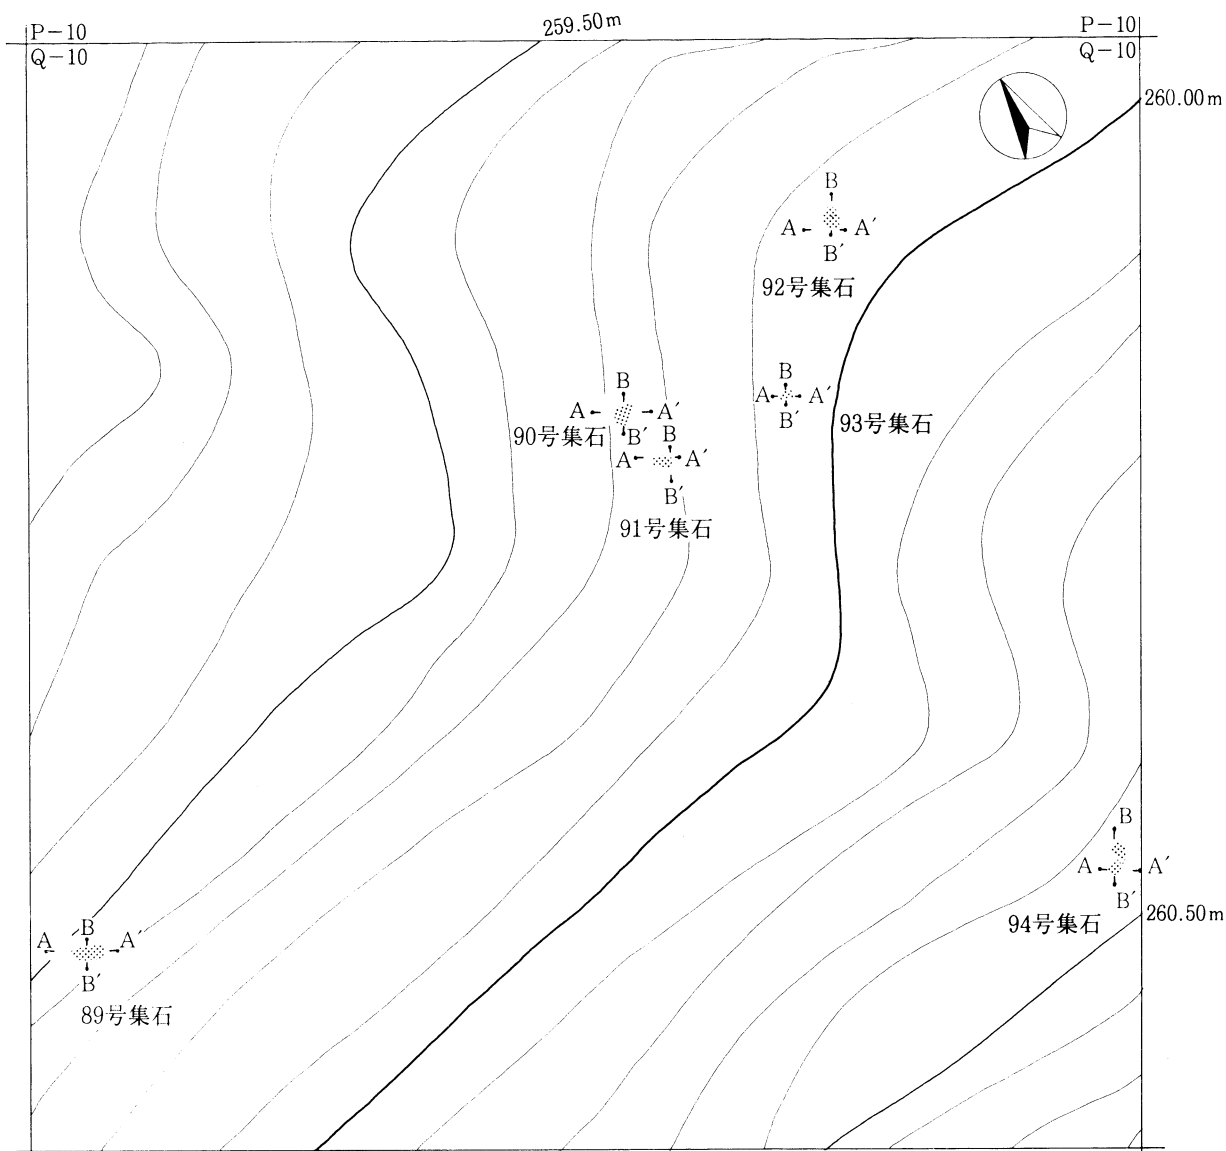 P-10
Q-10
259.50m
P-10
Q-10
260.00m
B
A A′
B′
92号集石
B
A A′
B′
93号集石
B
A A′
B′
90号集石
B
A A′
B′
91号集石
B
A A′
B′
94号集石
260.50m
B
A A′
B′
89号集石